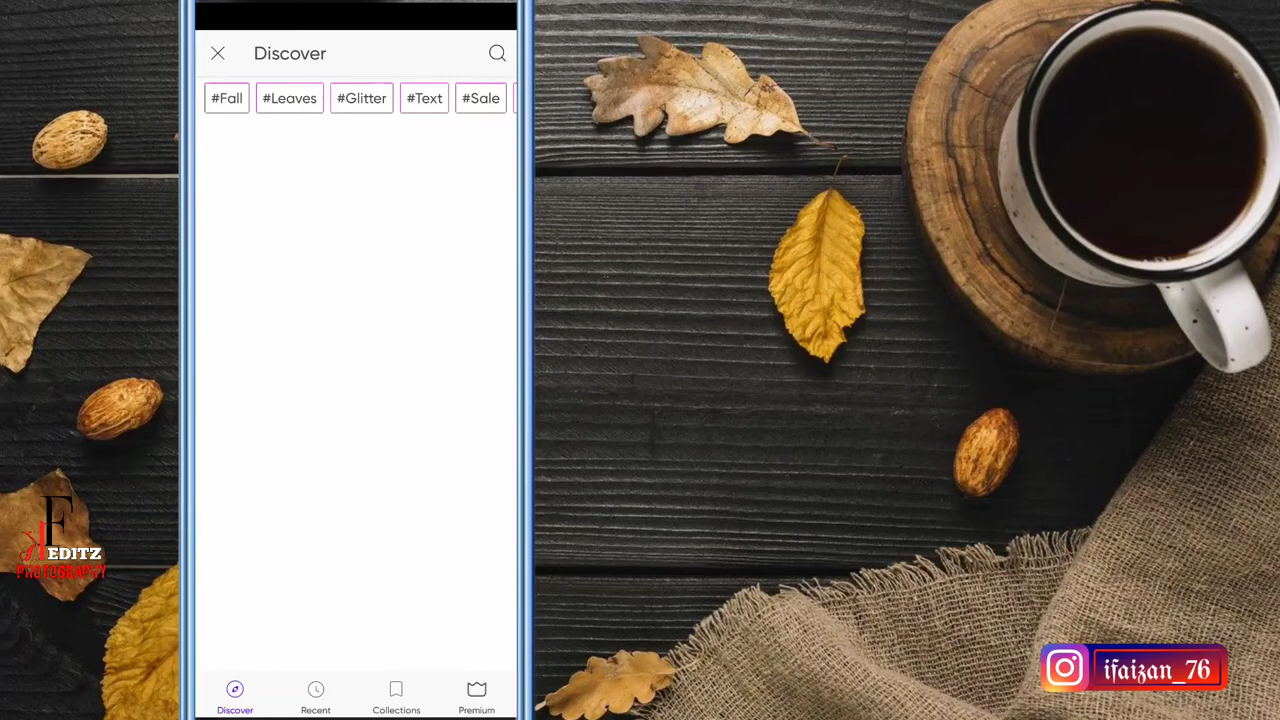 Discover
#Fall #Leaves #Glitter #Text #Sale
F
EDITZ
PHOTOGRAPHY
Discover Recent Collections Premium
ifaizan_76